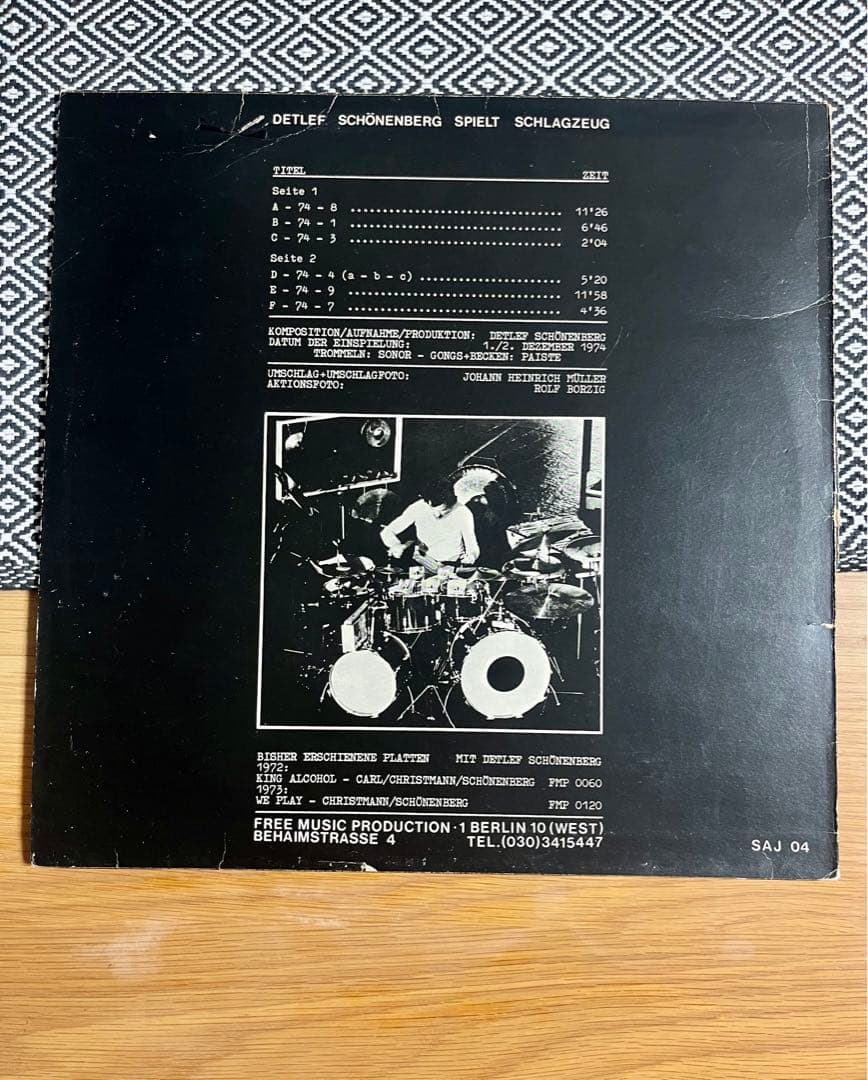 DETLEF SCHÖNENBERG SPIELT SCHLAGZEUG
TITEL ZEIT
Seite 1
A - 74 - 8 ................................ 11'26
B - 74 - 1 ................................ 6'46
C - 74 - 3 ................................ 2'04
Seite 2
D - 74 - 4 (a - b - c) ..................... 5'20
E - 74 - 9 ................................ 11'58
F - 74 - 7 ................................ 4'36
KOMPOSITION/AUFNAHME/PRODUKTION: DETLEF SCHÖNENBERG
DATUM DER EINSPIELUNG: 1./2. DEZEMBER 1974
TROMMELN: SONOR - GONGS+BECKEN: PAISTE
UMSCHLAG+UMSCHLAGFOTO: JOHANN HEINRICH MÜLLER
AKTIONSFOTO: ROLF BORZIG
BISHER ERSCHIENENE PLATTEN MIT DETLEF SCHÖNENBERG
1972:
KING ALCOHOL - CARL/CHRISTMANN/SCHÖNENBERG FMP 0060
1973:
WE PLAY - CHRISTMANN/SCHÖNENBERG FMP 0120
FREE MUSIC PRODUCTION · 1 BERLIN 10 (WEST)
BEHAIMSTRASSE 4 TEL.(030)3415447
SAJ 04